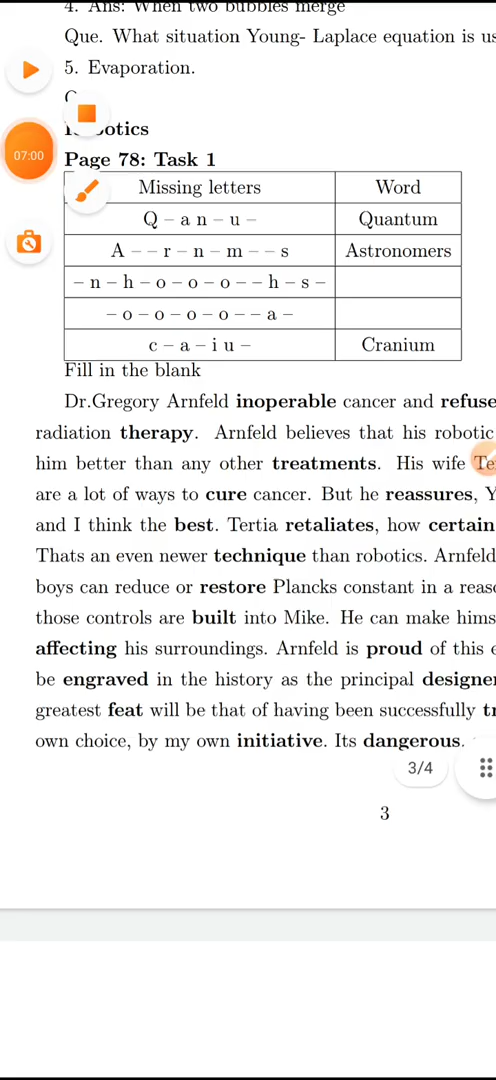 4. Ans: When two bubbles merge
Que. What situation Young- Laplace equation is us
5. Evaporation.
07:00
Page 78: Task 1
Missing letters Word
Q – a n – u – Quantum
A – – r – n – m – – s Astronomers
– n – h – o – o – o – – h – s –
– o – o – o – o – – a –
c – a – i u – Cranium
Fill in the blank
Dr.Gregory Arnfeld inoperable cancer and refuse
radiation therapy. Arnfeld believes that his robotic
him better than any other treatments. His wife Te
are a lot of ways to cure cancer. But he reassures, Y
and I think the best. Tertia retaliates, how certain
Thats an even newer technique than robotics. Arnfeld
boys can reduce or restore Plancks constant in a reaso
those controls are built into Mike. He can make hims
affecting his surroundings. Arnfeld is proud of this e
be engraved in the history as the principal designer
greatest feat will be that of having been successfully tr
own choice, by my own initiative. Its dangerous.
3/4
3